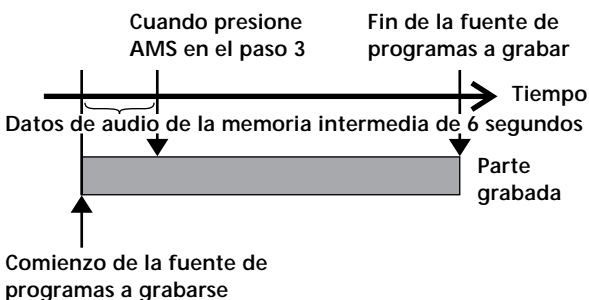 Cuando presione
AMS en el paso 3
Fin de la fuente de
programas a grabar
Tiempo
Datos de audio de la memoria intermedia de 6 segundos
Parte
grabada
Comienzo de la fuente de
programas a grabarse